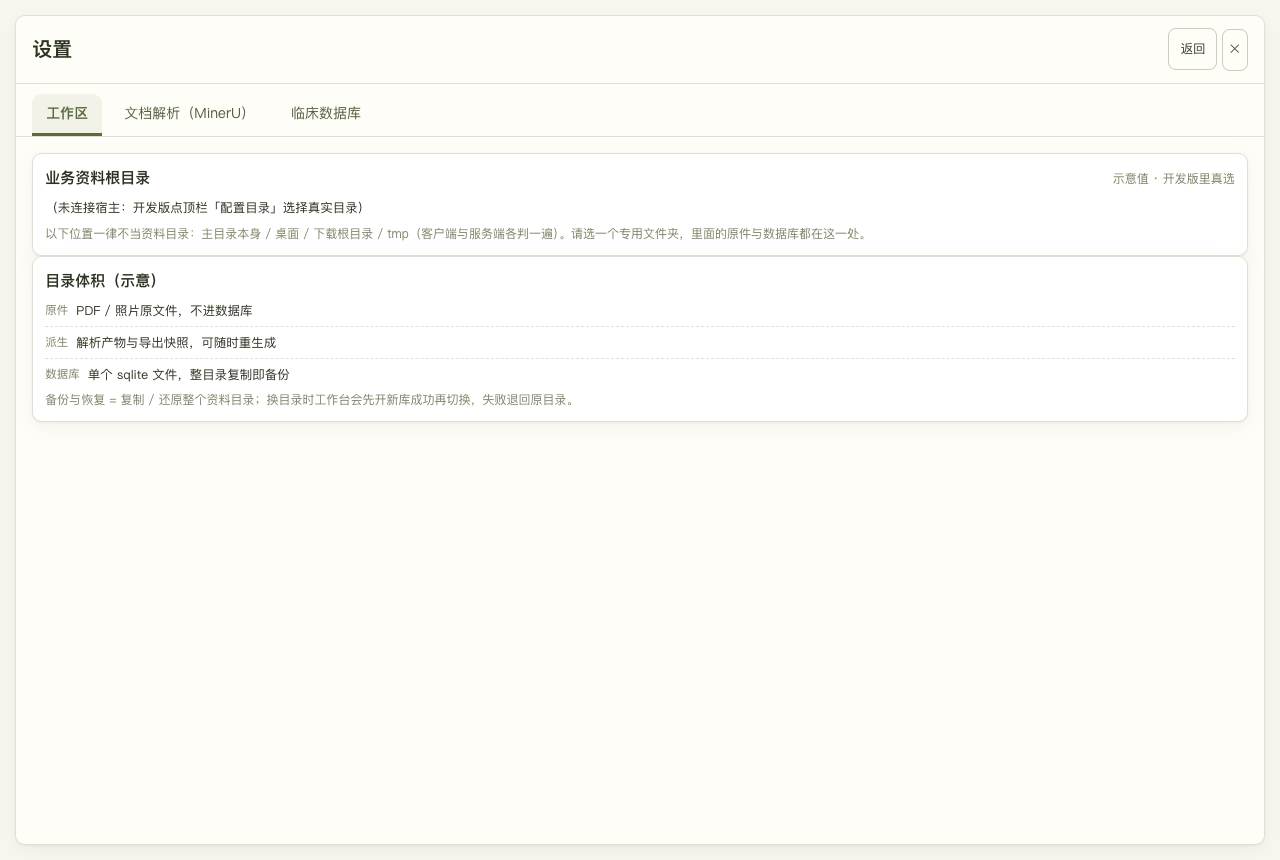 设置
返回
×
工作区
文档解析（MinerU）
临床数据库
业务资料根目录
示意值 · 开发版里真选
（未连接宿主：开发版点顶栏「配置目录」选择真实目录）
以下位置一律不当资料目录：主目录本身 / 桌面 / 下载根目录 / tmp（客户端与服务端各判一遍）。请选一个专用文件夹，里面的原件与数据库都在这一处。
目录体积（示意）
原件 PDF / 照片原文件，不进数据库
派生 解析产物与导出快照，可随时重生成
数据库 单个 sqlite 文件，整目录复制即备份
备份与恢复 = 复制 / 还原整个资料目录；换目录时工作台会先开新库成功再切换，失败退回原目录。